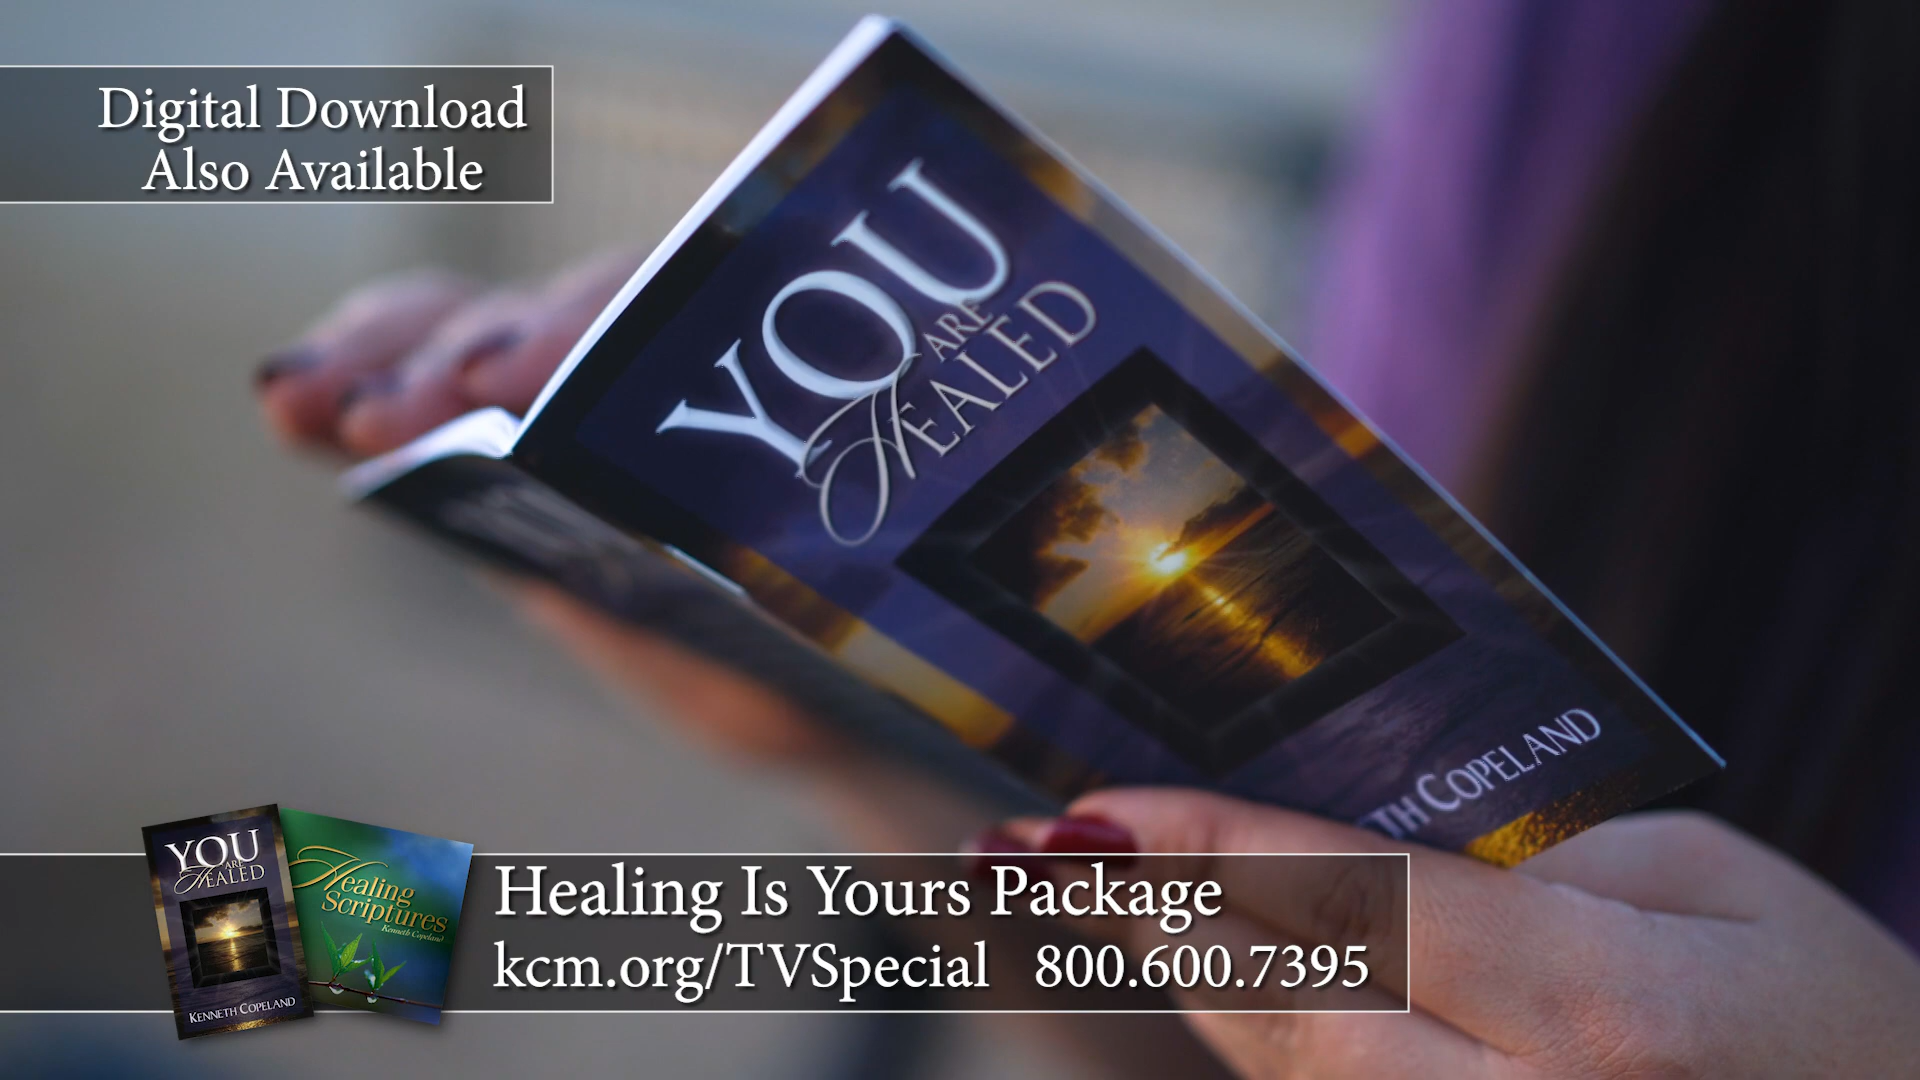 Digital Download
Also Available
YOU
ARE
HEALED
COPELAND
YOU
ARE
HEALED
KENNETH COPELAND
Healing
Scriptures
Kenneth Copeland
Healing Is Yours Package
kcm.org/TVSpecial 800.600.7395